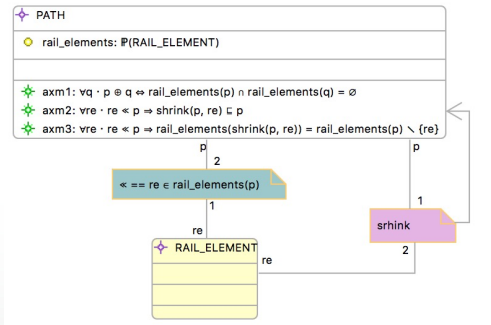 PATH
rail_elements: ℙ(RAIL_ELEMENT)
axm1: ∀q · p ⊕ q ⇔ rail_elements(p) ∩ rail_elements(q) = ∅
axm2: ∀re · re ≪ p ⇒ shrink(p, re) ⊑ p
axm3: ∀re · re ≪ p ⇒ rail_elements(shrink(p, re)) = rail_elements(p) ∖ {re}
p
p
2
≪ == re ∈ rail_elements(p)
1
1
srhink
re
2
RAIL_ELEMENT
re